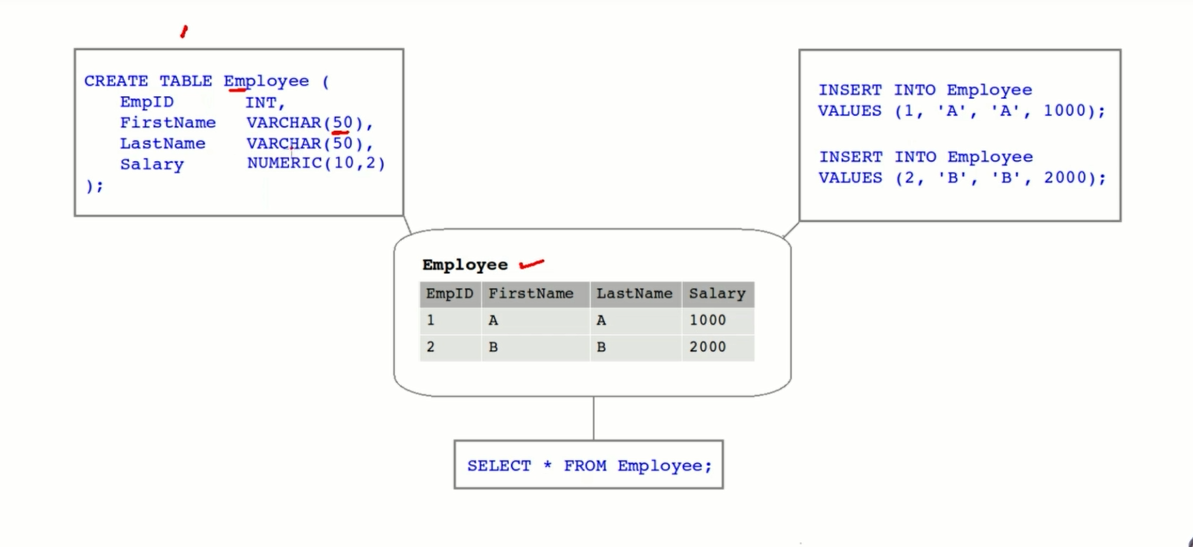 CREATE TABLE Employee (
EmpID INT,
FirstName VARCHAR(50),
LastName VARCHAR(50),
Salary NUMERIC(10,2)
);
INSERT INTO Employee
VALUES (1, 'A', 'A', 1000);
INSERT INTO Employee
VALUES (2, 'B', 'B', 2000);
Employee
EmpID FirstName LastName Salary
1 A A 1000
2 B B 2000
SELECT * FROM Employee;